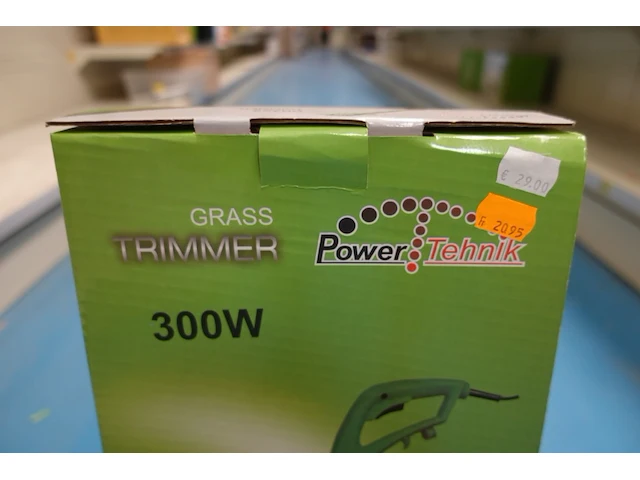 € 29.00
20.95
GRASS
TRIMMER
Power Tehnik
300W